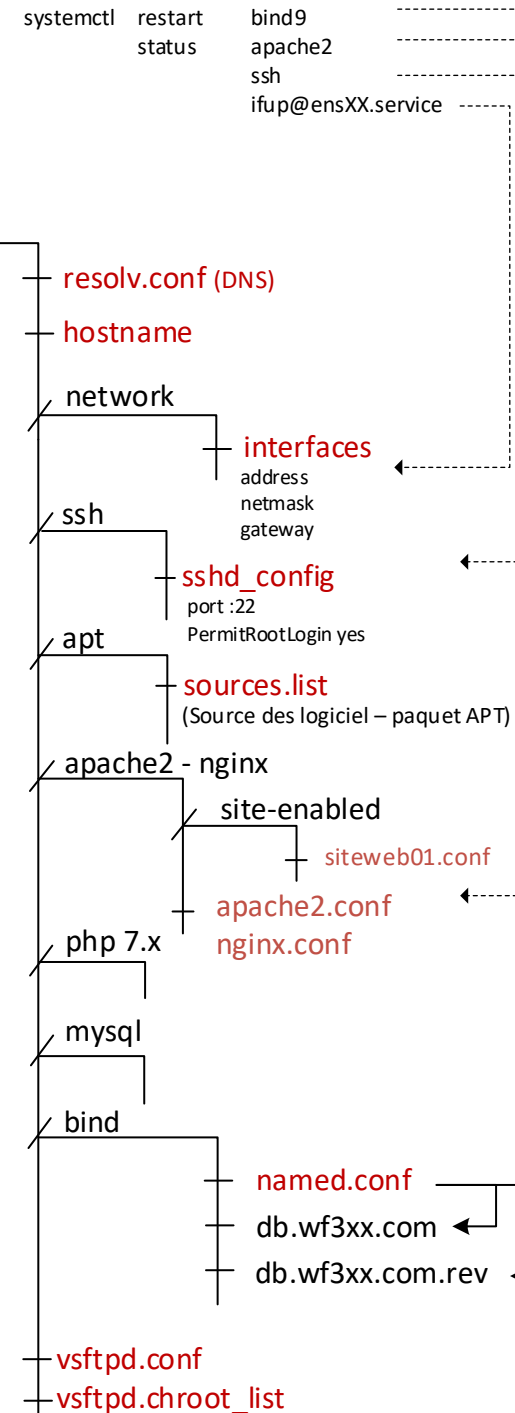 systemctl restart bind9
status apache2
ssh
ifup@ensXX.service
resolv.conf (DNS)
hostname
network
interfaces
address
netmask
gateway
ssh
sshd_config
port :22
PermitRootLogin yes
apt
sources.list
(Source des logiciel – paquet APT)
apache2 - nginx
site-enabled
siteweb01.conf
apache2.conf
nginx.conf
php 7.x
mysql
bind
named.conf
db.wf3xx.com
db.wf3xx.com.rev
vsftpd.conf
vsftpd.chroot_list